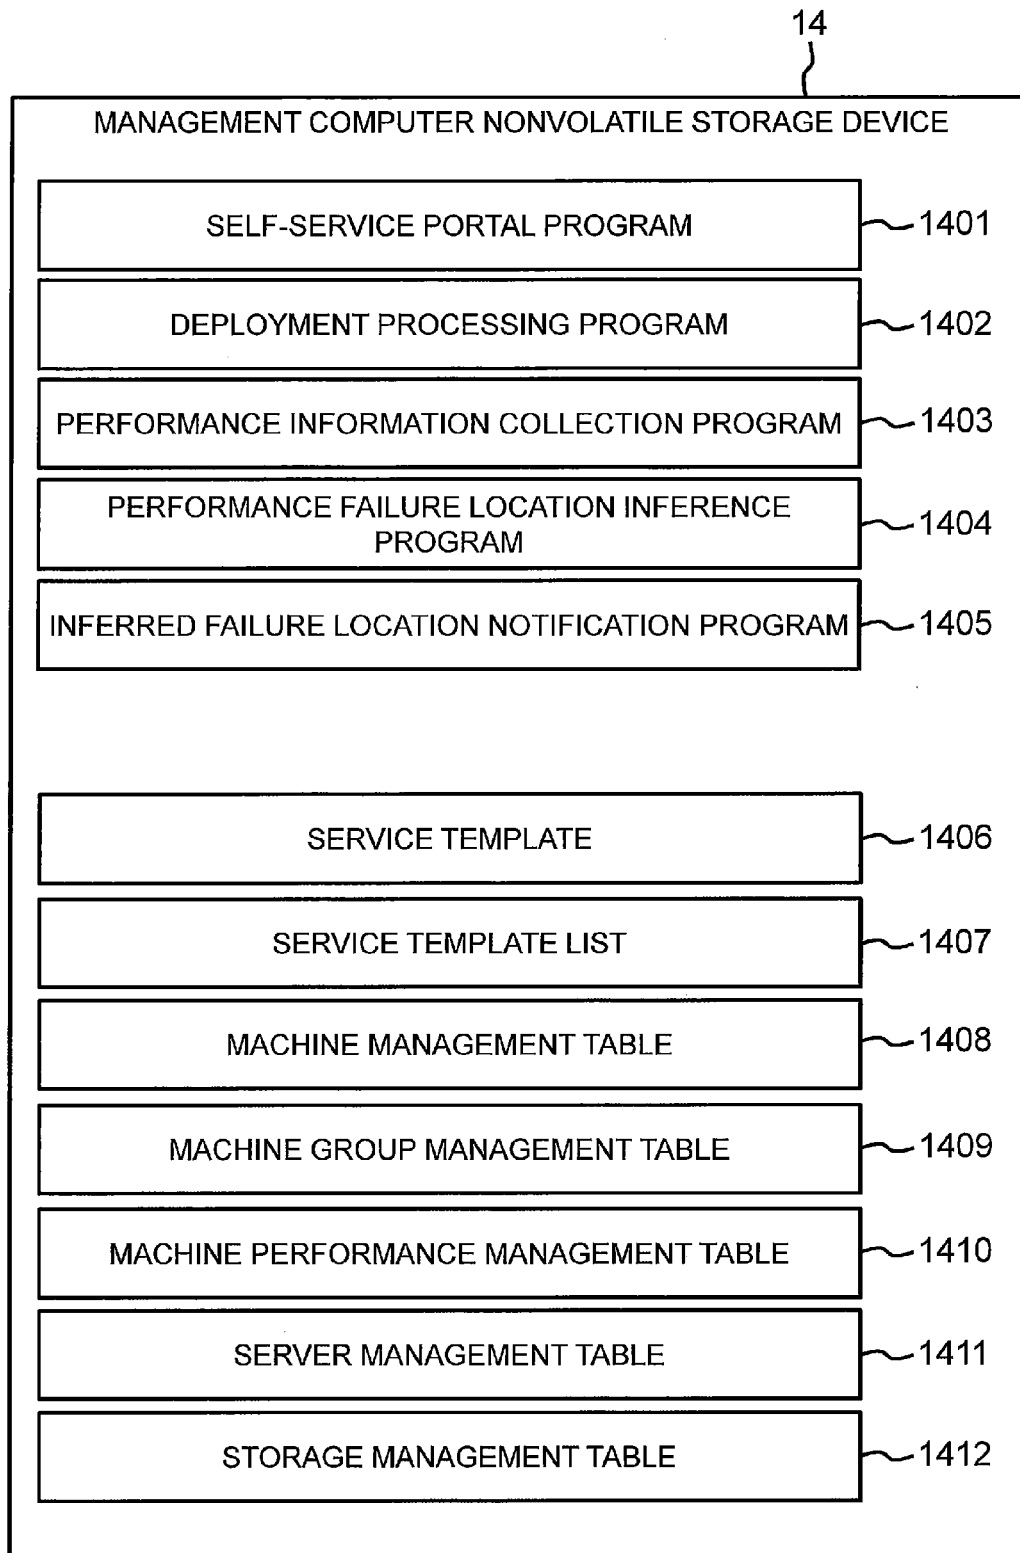 14
MANAGEMENT COMPUTER NONVOLATILE STORAGE DEVICE
SELF-SERVICE PORTAL PROGRAM
1401
DEPLOYMENT PROCESSING PROGRAM
1402
PERFORMANCE INFORMATION COLLECTION PROGRAM
1403
PERFORMANCE FAILURE LOCATION INFERENCE
PROGRAM
1404
INFERRED FAILURE LOCATION NOTIFICATION PROGRAM
1405
SERVICE TEMPLATE
1406
SERVICE TEMPLATE LIST
1407
MACHINE MANAGEMENT TABLE
1408
MACHINE GROUP MANAGEMENT TABLE
1409
MACHINE PERFORMANCE MANAGEMENT TABLE
1410
SERVER MANAGEMENT TABLE
1411
STORAGE MANAGEMENT TABLE
1412